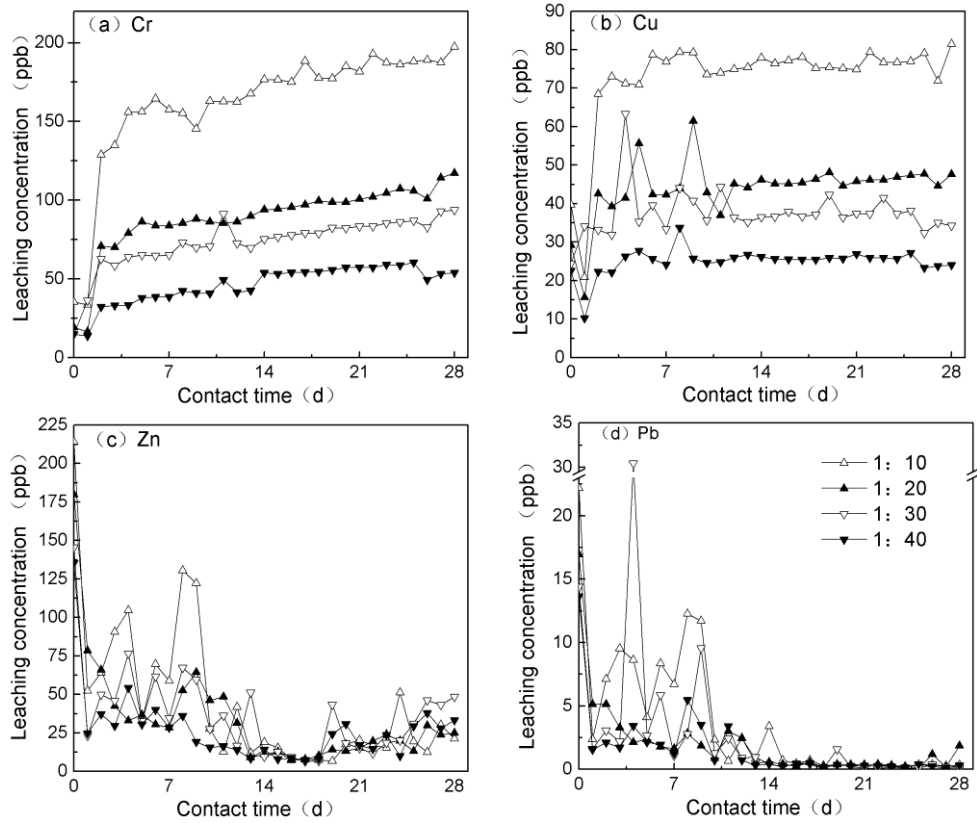 （a）Cr
Leaching concentration （ppb）
200
150
100
50
0
0 7 14 21 28
Contact time（d）
（b）Cu
Leaching concentration （ppb）
90
80
70
60
50
40
30
20
10
0
0 7 14 21 28
Contact time（d）
（c）Zn
Leaching concentration （ppb）
225
200
175
150
125
100
75
50
25
0
0 7 14 21 28
Contact time（d）
（d）Pb
Leaching concentration （ppb）
35
30
20
15
10
5
0
0 7 14 21 28
Contact time（d）
1：10
1：20
1：30
1：40